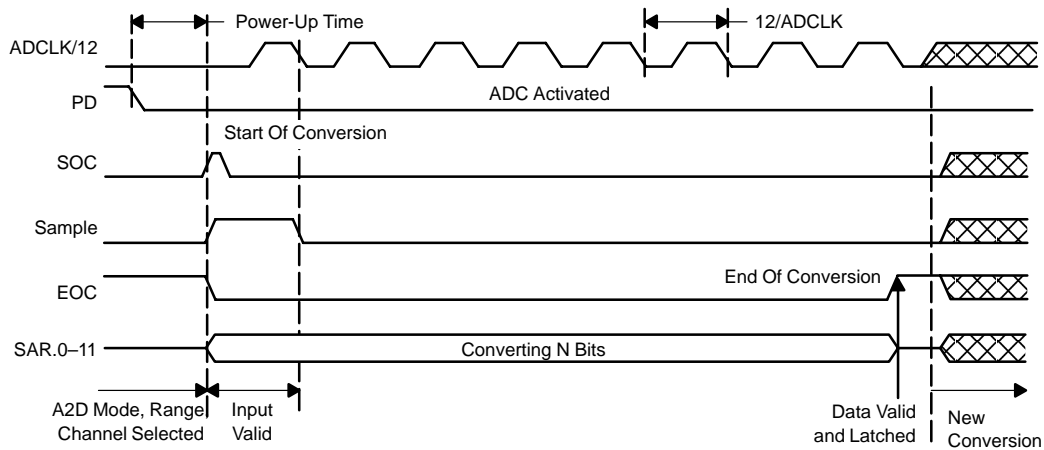 Power-Up Time
12/ADCLK
ADCLK/12
PD
ADC Activated
Start Of Conversion
SOC
Sample
End Of Conversion
EOC
SAR.0–11
Converting N Bits
A2D Mode, Range
Channel Selected
Input
Valid
Data Valid
and Latched
New
Conversion